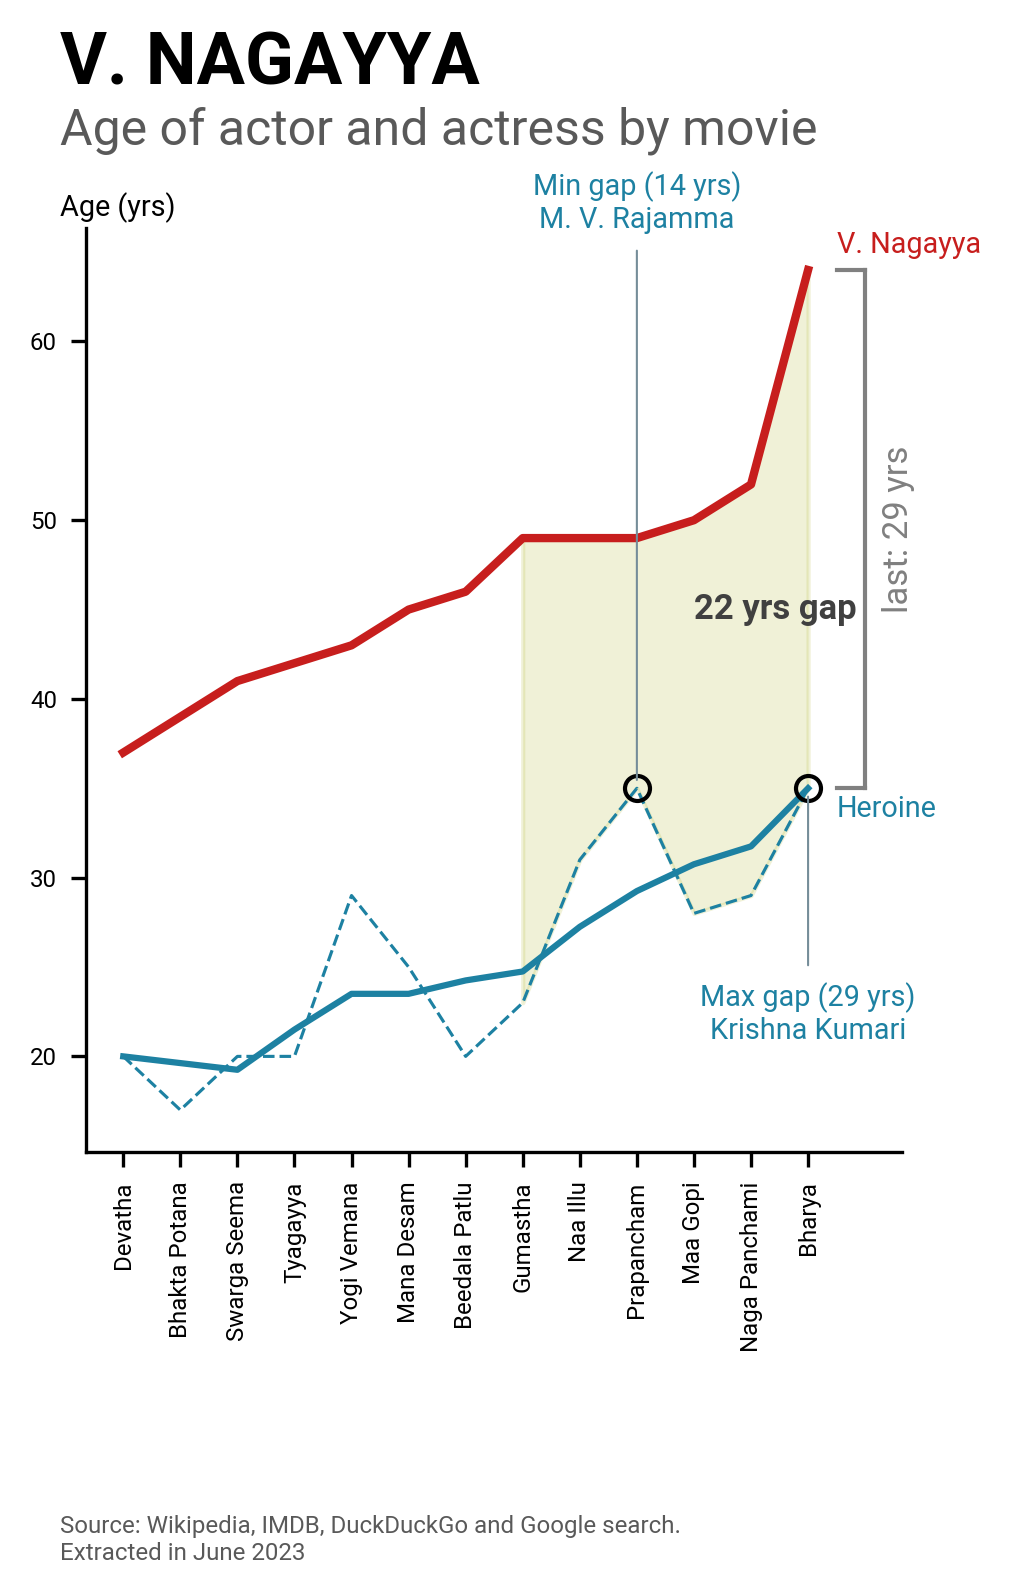 V. NAGAYYA
Age of actor and actress by movie
Min gap (14 yrs)
M. V. Rajamma
Age (yrs)
V. Nagayya
60
50
40
30
20
last: 29 yrs
22 yrs gap
Heroine
Max gap (29 yrs)
Krishna Kumari
Devatha
Bhakta Potana
Swarga Seema
Tyagayya
Yogi Vemana
Mana Desam
Beedala Patlu
Gumastha
Naa Illu
Prapancham
Maa Gopi
Naga Panchami
Bharya
Source: Wikipedia, IMDB, DuckDuckGo and Google search.
Extracted in June 2023